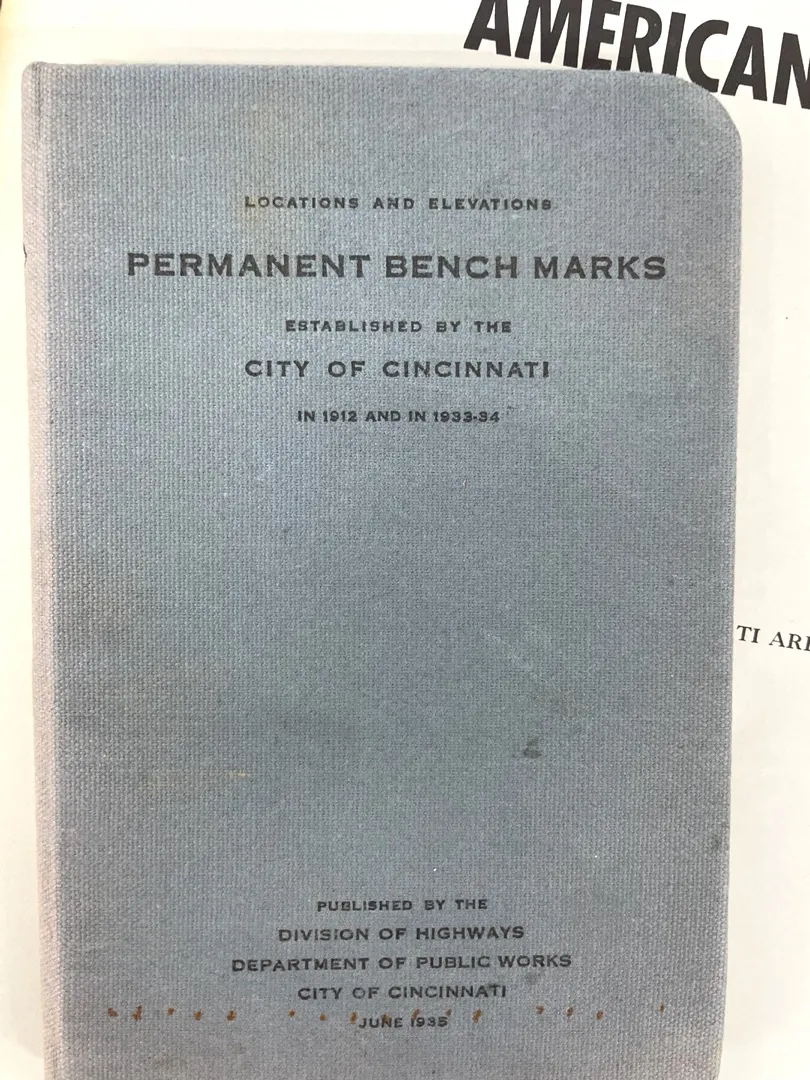 AMERICAN
LOCATIONS AND ELEVATIONS
PERMANENT BENCH MARKS
ESTABLISHED BY THE
CITY OF CINCINNATI
IN 1912 AND IN 1933-34
TI ARE
PUBLISHED BY THE
DIVISION OF HIGHWAYS
DEPARTMENT OF PUBLIC WORKS
CITY OF CINCINNATI
JUNE 1935